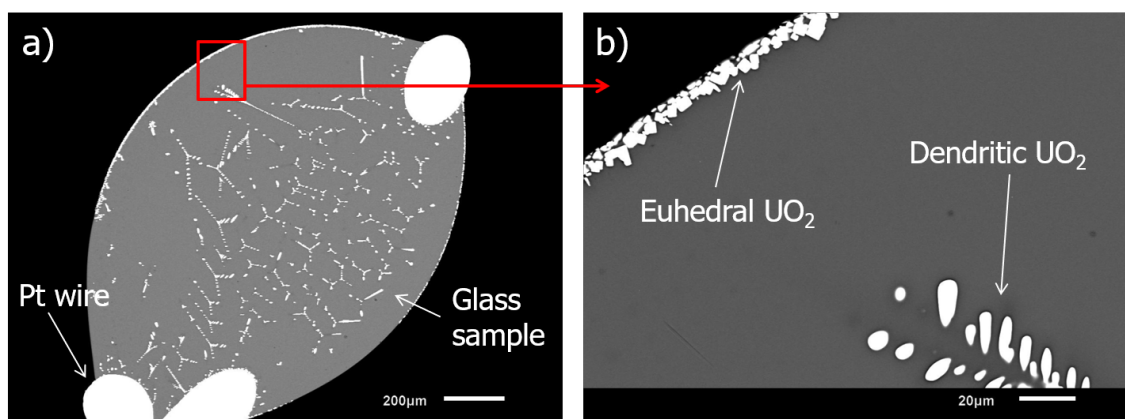 a)
Pt wire
Glass
sample
200µm
b)
Euhedral UO₂
Dendritic UO₂
20µm